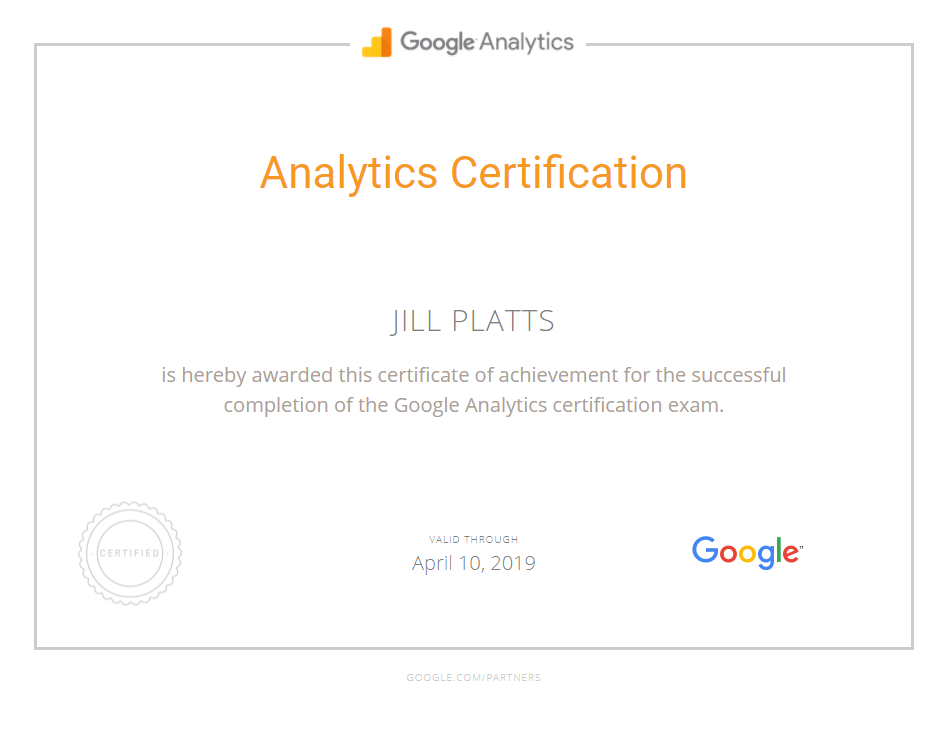 Google Analytics
Analytics Certification
JILL PLATTS
is hereby awarded this certificate of achievement for the successful
completion of the Google Analytics certification exam.
· CERTIFIED ·
VALID THROUGH
April 10, 2019
Google™
GOOGLE.COM/PARTNERS